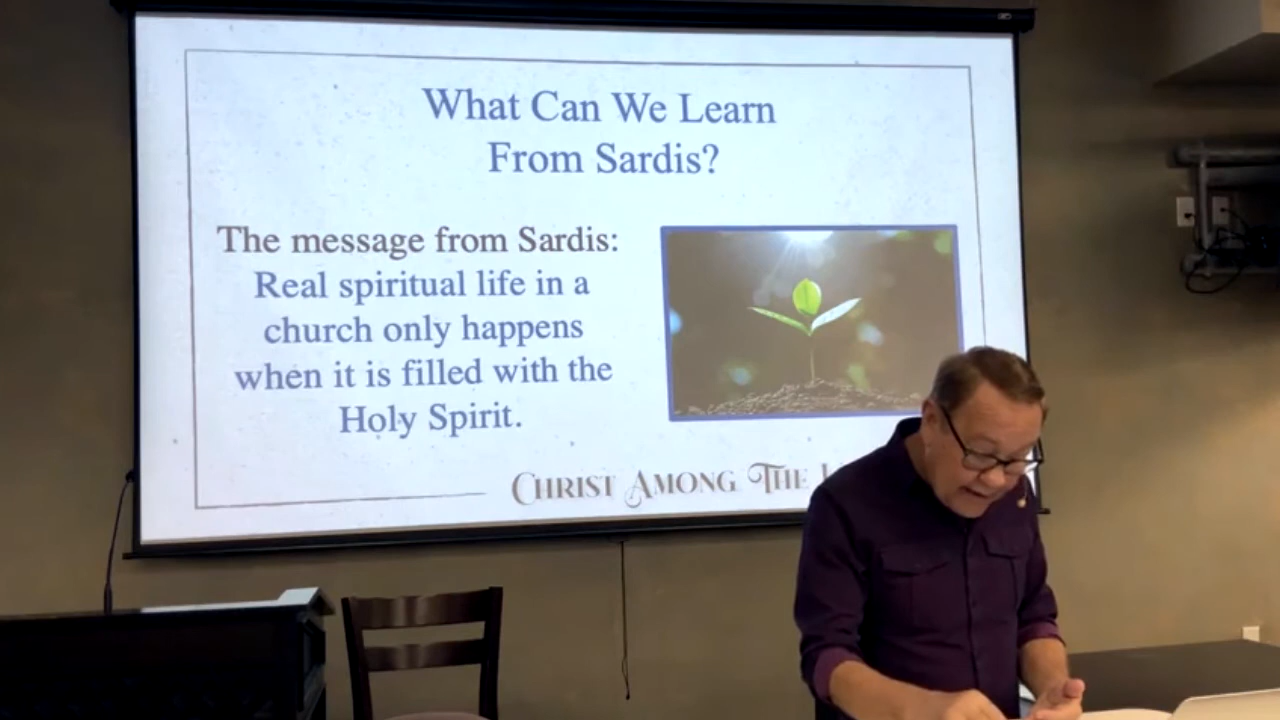 What Can We Learn
From Sardis?
The message from Sardis:
Real spiritual life in a
church only happens
when it is filled with the
Holy Spirit.
Christ Among The